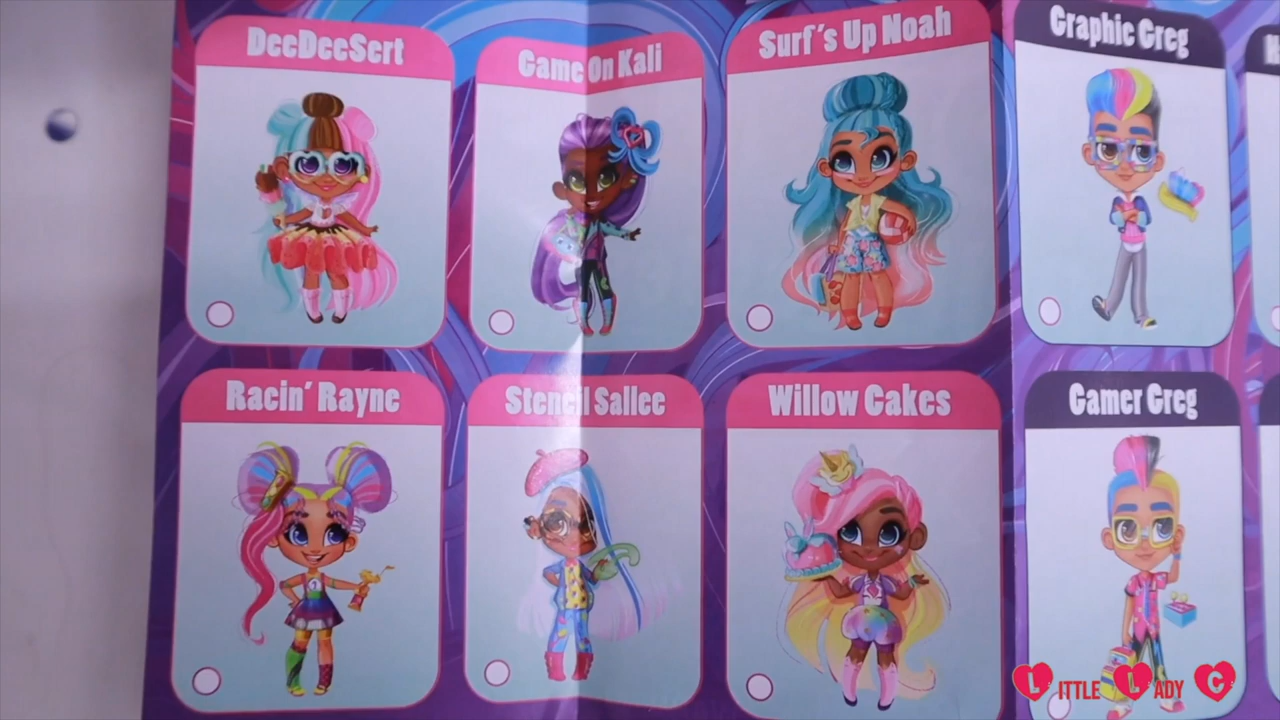 DeeDeeSert
Game On Kali
Surf's Up Noah
Graphic Greg
Racin' Rayne
Stencil Sallee
Willow Cakes
Gamer Greg
LITTLE LADY C